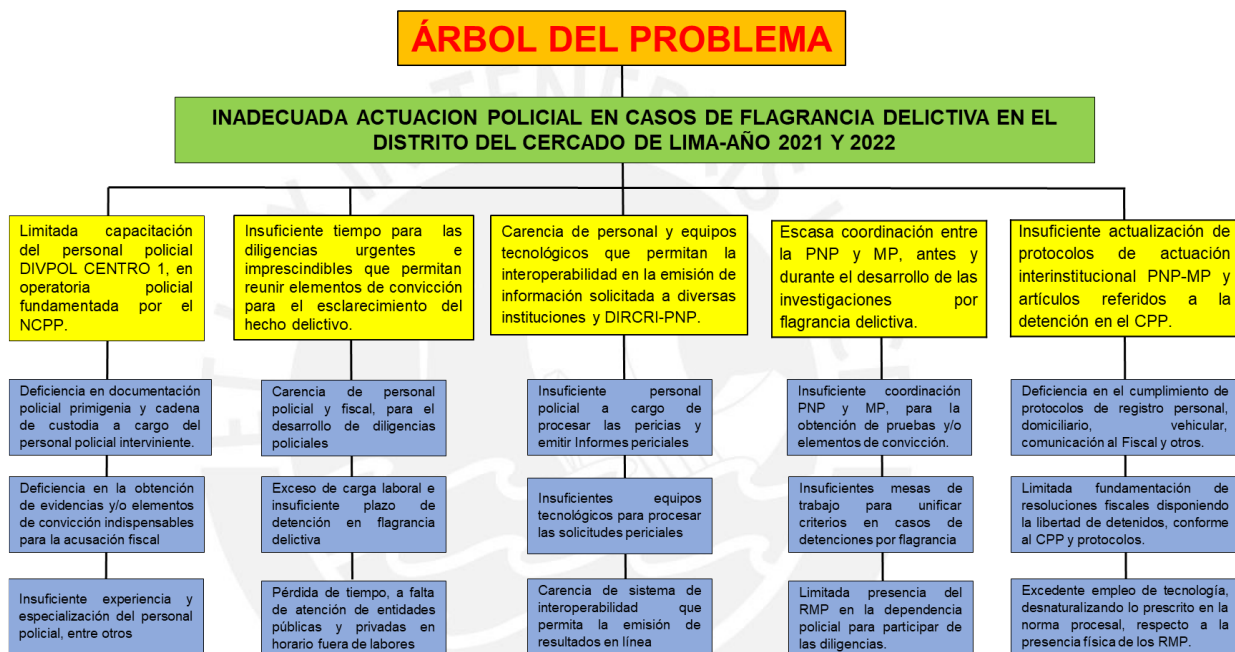 ÁRBOL DEL PROBLEMA
INADECUADA ACTUACION POLICIAL EN CASOS DE FLAGRANCIA DELICTIVA EN EL
DISTRITO DEL CERCADO DE LIMA-AÑO 2021 Y 2022
Limitada capacitación
del personal policial
DIVPOL CENTRO 1, en
operatoria policial
fundamentada por el
NCPP.
Insuficiente tiempo para las
diligencias urgentes e
imprescindibles que permitan
reunir elementos de convicción
para el esclarecimiento del
hecho delictivo.
Carencia de personal y equipos
tecnológicos que permitan la
interoperabilidad en la emisión de
información solicitada a diversas
instituciones y DIRCRI-PNP.
Escasa coordinación entre
la PNP y MP, antes y
durante el desarrollo de las
investigaciones por
flagrancia delictiva.
Insuficiente actualización de
protocolos de actuación
interinstitucional PNP-MP y
artículos referidos a la
detención en el CPP.
Deficiencia en documentación
policial primigenia y cadena
de custodia a cargo del
personal policial interviniente.
Carencia de personal
policial y fiscal, para el
desarrollo de diligencias
policiales
Insuficiente personal
policial a cargo de
procesar las pericias y
emitir Informes periciales
Insuficiente coordinación
PNP y MP, para la
obtención de pruebas y/o
elementos de convicción.
Deficiencia en el cumplimiento de
protocolos de registro personal,
domiciliario, vehicular,
comunicación al Fiscal y otros.
Deficiencia en la obtención
de evidencias y/o elementos
de convicción indispensables
para la acusación fiscal
Exceso de carga laboral e
insuficiente plazo de
detención en flagrancia
delictiva
Insuficientes equipos
tecnológicos para procesar
las solicitudes periciales
Insuficientes mesas de
trabajo para unificar
criterios en casos de
detenciones por flagrancia
Limitada fundamentación de
resoluciones fiscales disponiendo
la libertad de detenidos, conforme
al CPP y protocolos.
Insuficiente experiencia y
especialización del personal
policial, entre otros
Pérdida de tiempo, a falta
de atención de entidades
públicas y privadas en
horario fuera de labores
Carencia de sistema de
interoperabilidad que
permita la emisión de
resultados en línea
Limitada presencia del
RMP en la dependencia
policial para participar de
las diligencias.
Excedente empleo de tecnología,
desnaturalizando lo prescrito en la
norma procesal, respecto a la
presencia física de los RMP.